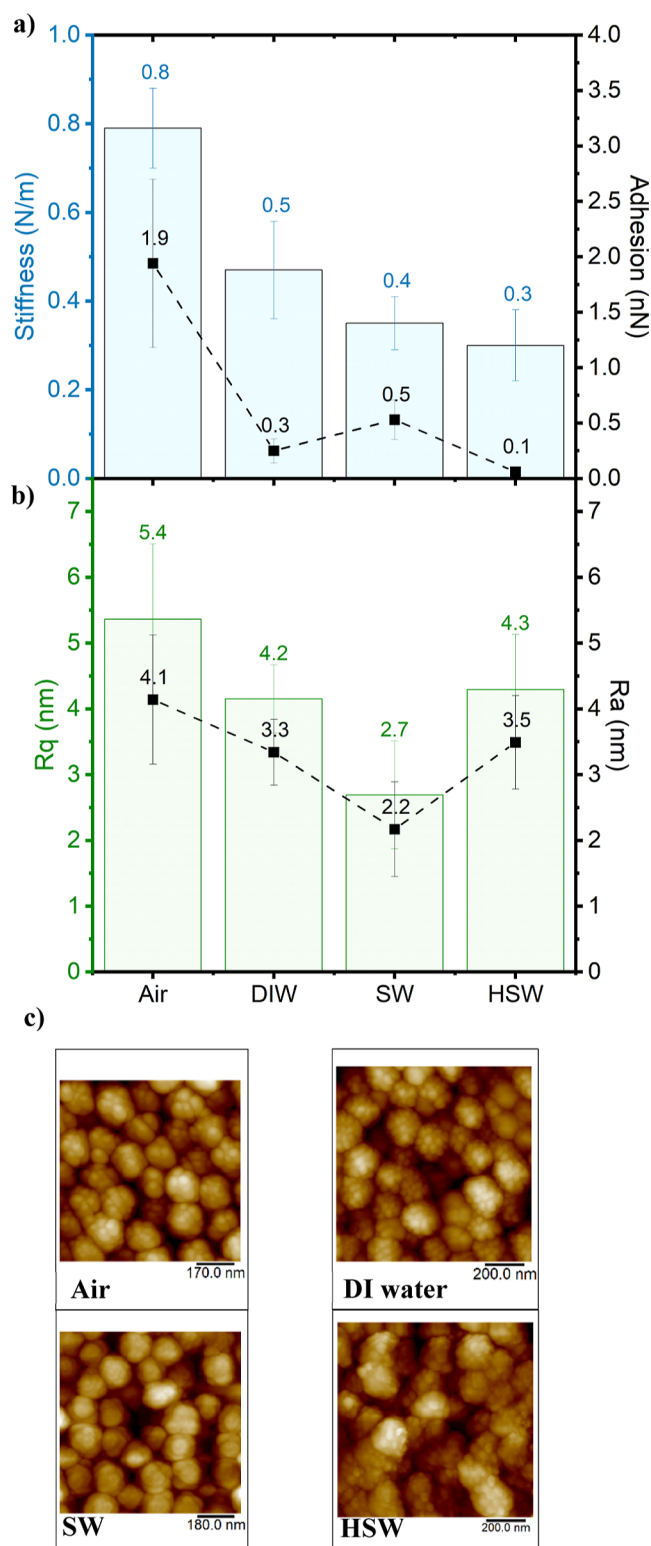 a)
1.0
0.8
0.6
0.4
0.2
0.0
Stiffness (N/m)
0.8
0.5
0.4
0.3
1.9
0.3
0.5
0.1
4.0
3.5
3.0
2.5
2.0
1.5
1.0
0.5
0.0
Adhesion (nN)
b)
7
6
5
4
3
2
1
0
Rq (nm)
5.4
4.2
2.7
4.3
4.1
3.3
2.2
3.5
7
6
5
4
3
2
1
0
Ra (nm)
Air DIW SW HSW
c)
170.0 nm
Air
200.0 nm
DI water
180.0 nm
SW
200.0 nm
HSW